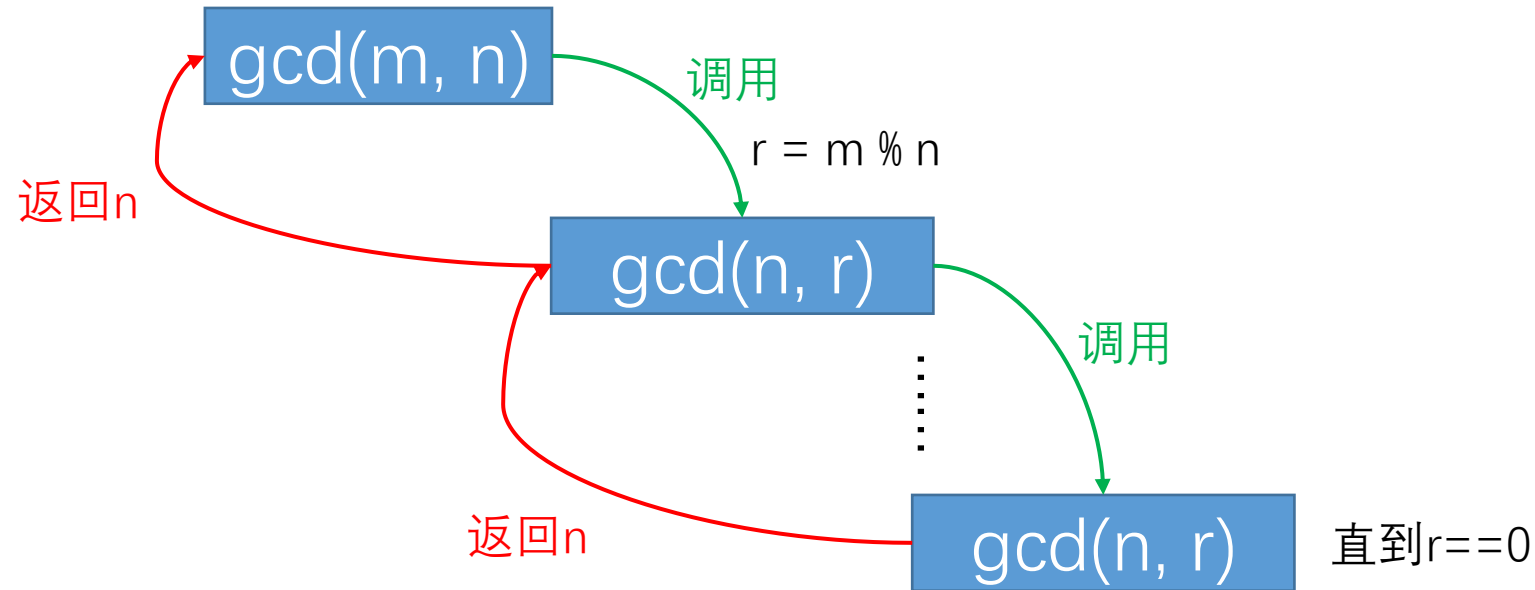 gcd(m, n)
调用
r = m % n
返回n
gcd(n, r)
调用
返回n
gcd(n, r)
直到r==0